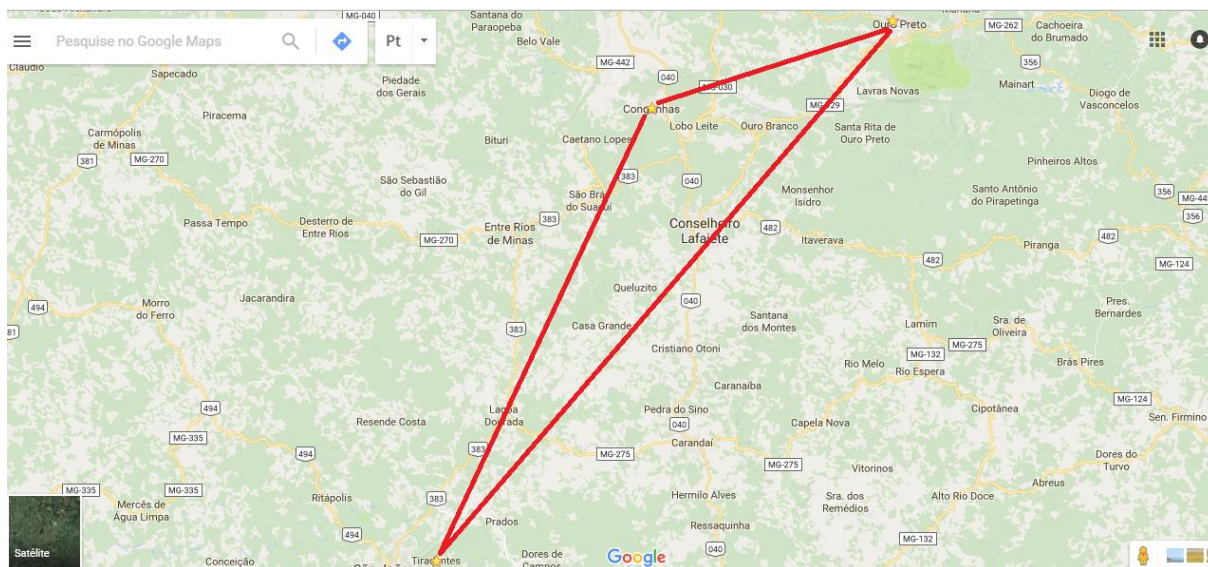 MG-040
Santana do
Paraopeba
Ouro Preto
MG-262
Cachoeira
do Brumado
Pesquise no Google Maps
Pt
Belo Vale
MG-442
Claudio
Sapecado
Piedade
dos Gerais
040
MG-030
356
Mainart
Lavras Novas
Diogo de
Vasconcelos
Piracema
Congonhas
MG-129
Carmópolis
de Minas
Bituri
Caetano Lopes
Lobo Leite
Ouro Branco
Santa Rita de
Ouro Preto
381
MG-270
São Sebastião
do Gil
383
040
Pinheiros Altos
São Brás
do Suaçuí
Monsenhor
Isidro
Santo Antônio
do Pirapetinga
356
356
Passa Tempo
Desterro de
Entre Rios
MG-270
Entre Rios
de Minas
383
Conselheiro
Lafaiete
482
Itaverava
482
Piranga
482
MG-124
494
Morro
do Ferro
Jacarandira
Queluzito
040
Santana
dos Montes
Pres.
Bernardes
383
Casa Grande
Lamim
Sra. de
Oliveira
Cristiano Otoni
MG-132
MG-275
Rio Melo
Rio Espera
Brás Pires
Caranaíba
494
Resende Costa
Lagoa
Dourada
Pedra do Sino
040
Capela Nova
Cipotânea
MG-124
Sen. Firmino
MG-335
494
383
MG-275
Carandaí
MG-275
Vitorinos
Dores do
Turvo
MG-335
MG-335
Mercês de
Água Limpa
Ritápolis
383
Hermilo Alves
Sra. dos
Remédios
Alto Rio Doce
Abreus
Prados
Ressaquinha
Satélite
494
MG-132
Conceição
Tiradentes
Dores de
Campos
Google
040